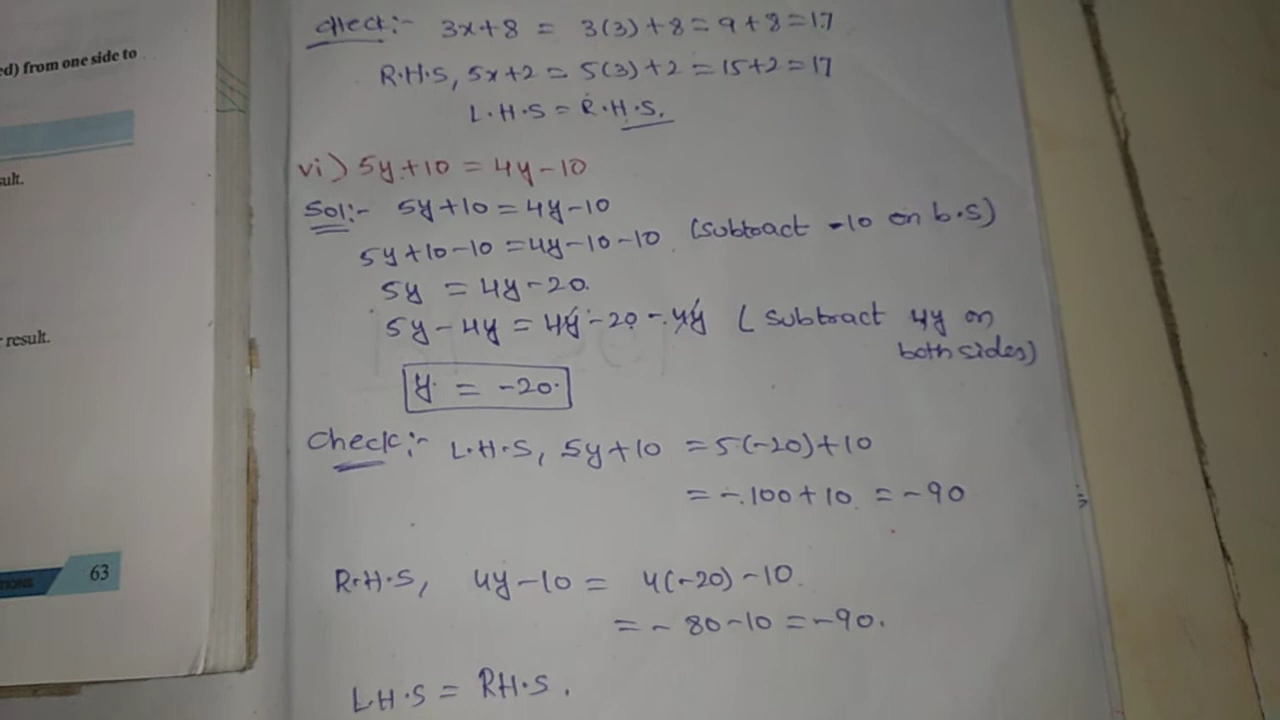 ed) from one side to
sult.
r result.
TIONS 63
check:- 3x+8 = 3(3)+8=9+8=17
R.H.S, 5x+2 = 5(3)+2=15+2=17
L.H.S = R.H.S.
vi) 5y+10 = 4y-10
Sol:- 5y+10=4y-10
5y+10-10=4y-10-10 (subtract -10 on b.s)
5y = 4y-20.
5y-4y = 4y-20-4y ( subtract 4y on
both sides)
y = -20.
Check:- L.H.S, 5y+10 = 5(-20)+10
= -100+10 = -90
R.H.S, 4y-10 = 4(-20)-10.
= -80-10=-90.
L.H.S = RH.S.